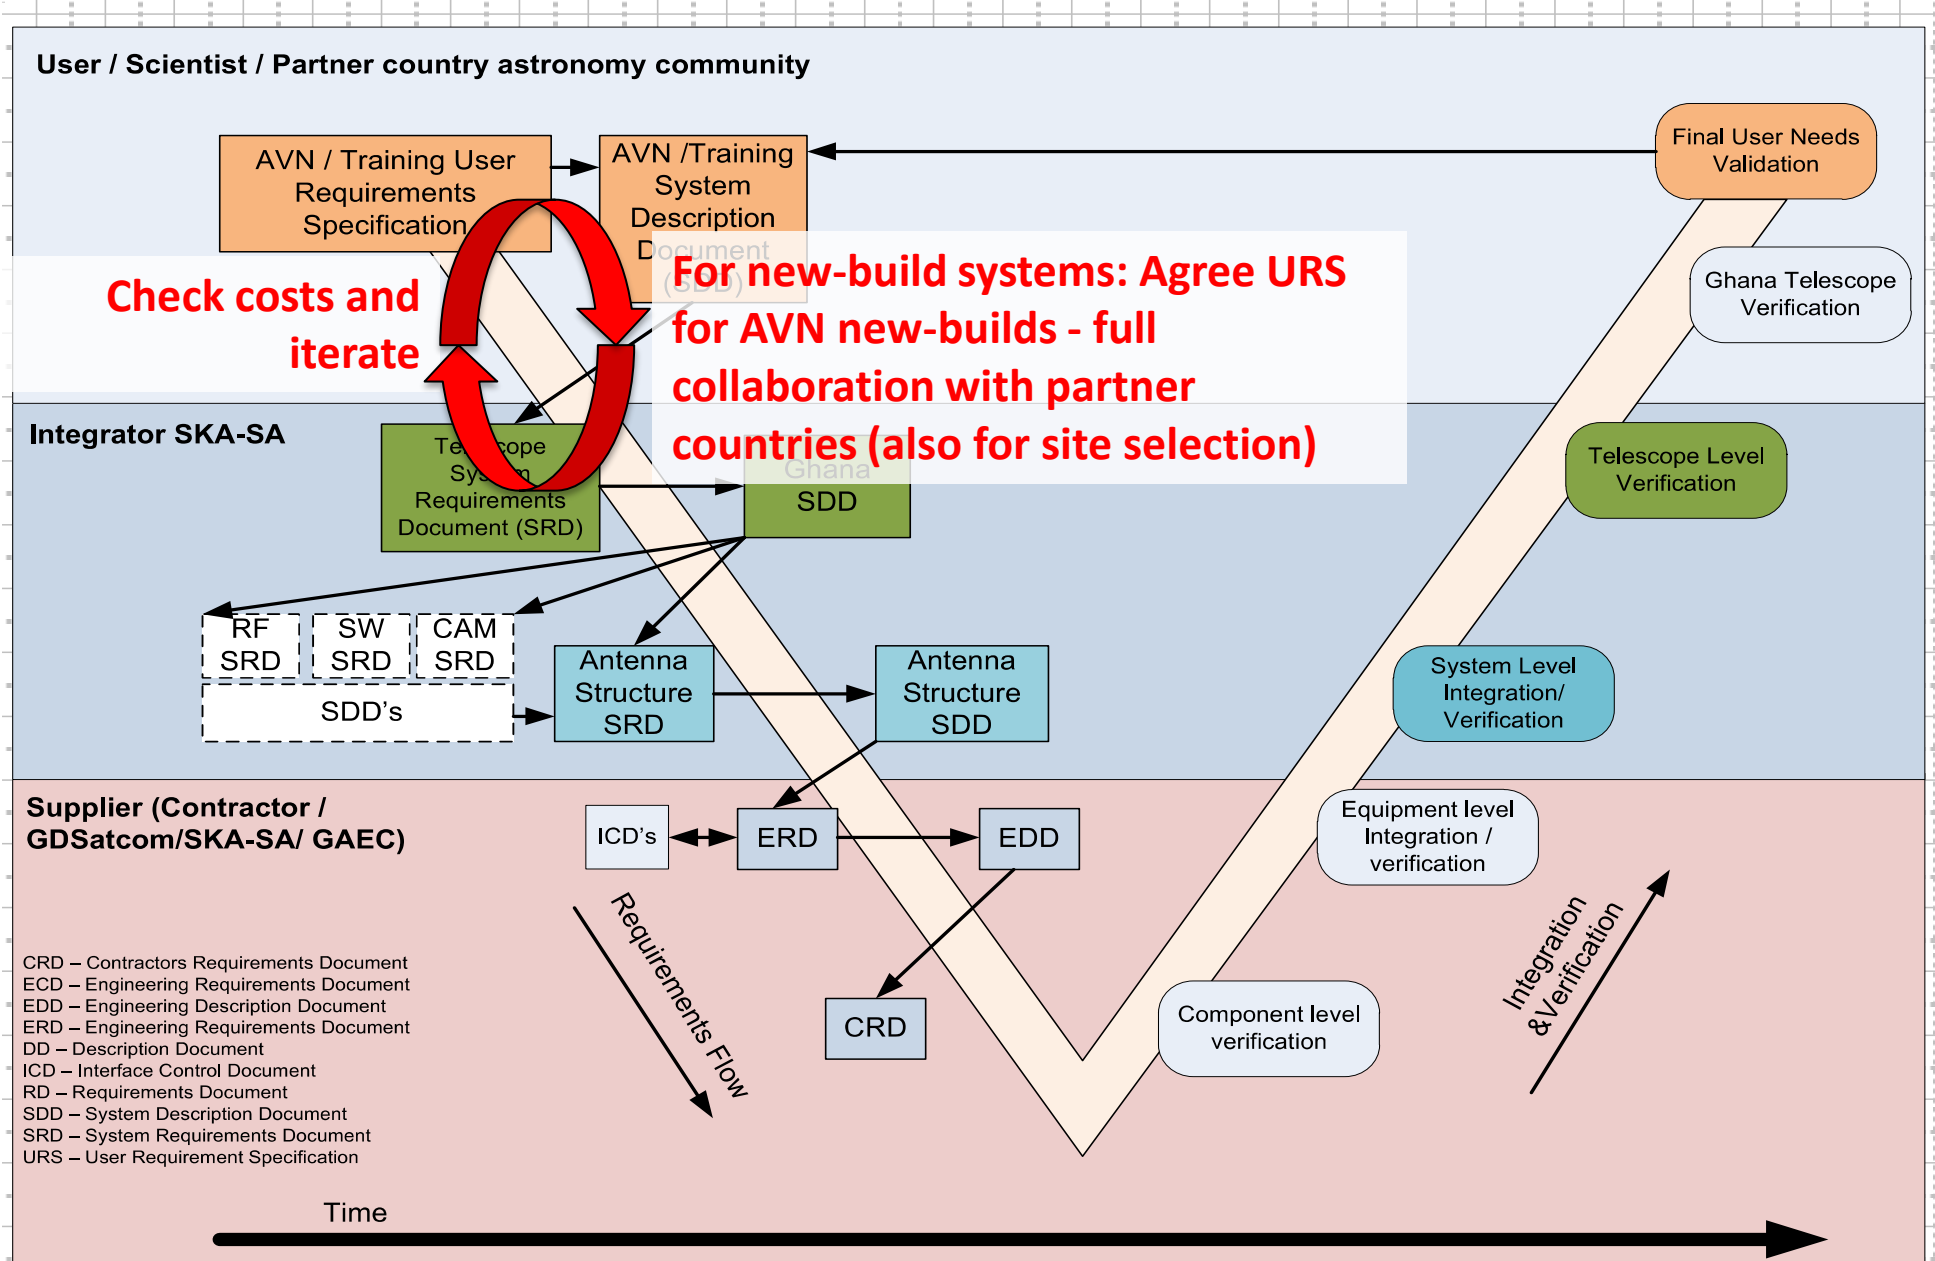 User / Scientist / Partner country astronomy community
AVN / Training User
Requirements
Specification
AVN /Training
System
Description
Document
(SDD)
Final User Needs
Validation
Ghana Telescope
Verification
Check costs and
iterate
For new-build systems: Agree URS
for AVN new-builds - full
collaboration with partner
countries (also for site selection)
Integrator SKA-SA
Telescope
System
Requirements
Document (SRD)
Ghana
SDD
Telescope Level
Verification
RF
SRD
SW
SRD
CAM
SRD
SDD's
Antenna
Structure
SRD
Antenna
Structure
SDD
System Level
Integration/
Verification
Supplier (Contractor /
GDSatcom/SKA-SA/ GAEC)
ICD's
ERD
EDD
Equipment level
Integration /
verification
Requirements Flow
CRD
Component level
verification
Integration
&Verification
CRD – Contractors Requirements Document
ECD – Engineering Requirements Document
EDD – Engineering Description Document
ERD – Engineering Requirements Document
DD – Description Document
ICD – Interface Control Document
RD – Requirements Document
SDD – System Description Document
SRD – System Requirements Document
URS – User Requirement Specification
Time